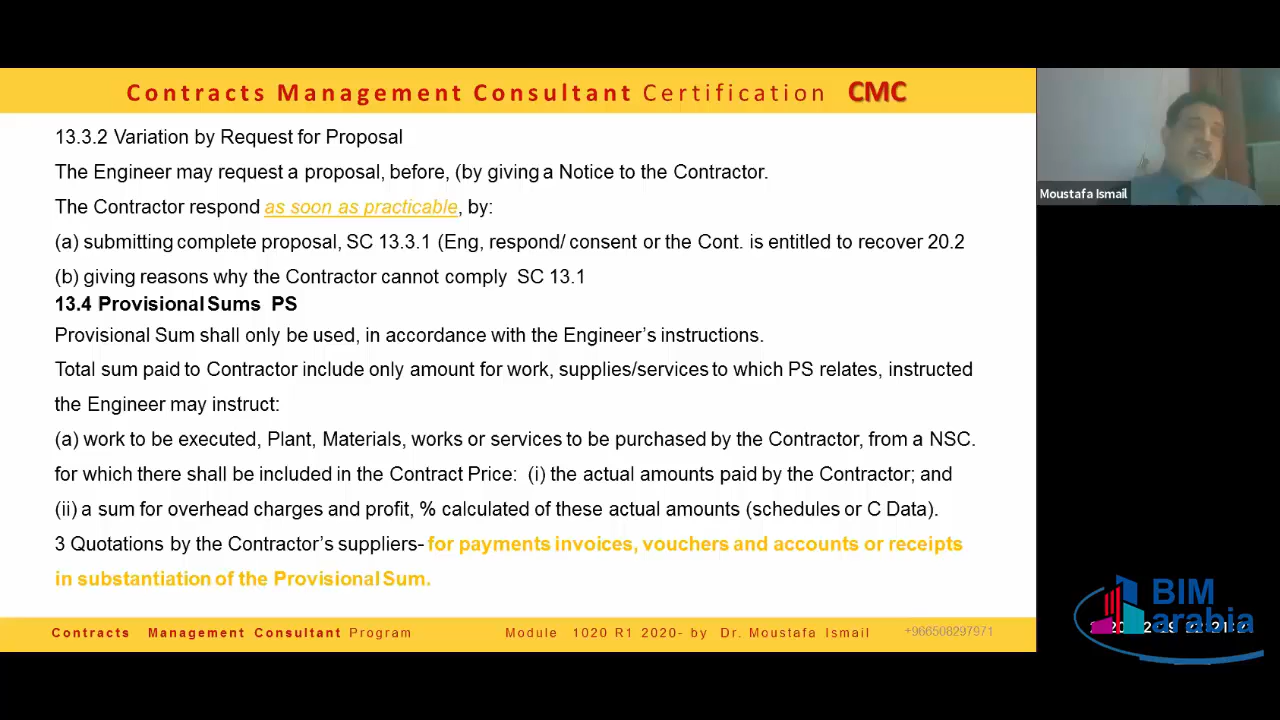 Contracts Management Consultant Certification CMC
13.3.2 Variation by Request for Proposal
The Engineer may request a proposal, before, (by giving a Notice to the Contractor.
The Contractor respond as soon as practicable, by:
(a) submitting complete proposal, SC 13.3.1 (Eng, respond/ consent or the Cont. is entitled to recover 20.2
(b) giving reasons why the Contractor cannot comply SC 13.1
13.4 Provisional Sums PS
Provisional Sum shall only be used, in accordance with the Engineer's instructions.
Total sum paid to Contractor include only amount for work, supplies/services to which PS relates, instructed
the Engineer may instruct:
(a) work to be executed, Plant, Materials, works or services to be purchased by the Contractor, from a NSC.
for which there shall be included in the Contract Price: (i) the actual amounts paid by the Contractor; and
(ii) a sum for overhead charges and profit, % calculated of these actual amounts (schedules or C Data).
3 Quotations by the Contractor's suppliers- for payments invoices, vouchers and accounts or receipts
in substantiation of the Provisional Sum.
Contracts Management Consultant Program Module 1020 R1 2020- by Dr. Moustafa Ismail +966508297971
Moustafa Ismail
BIM
arabia